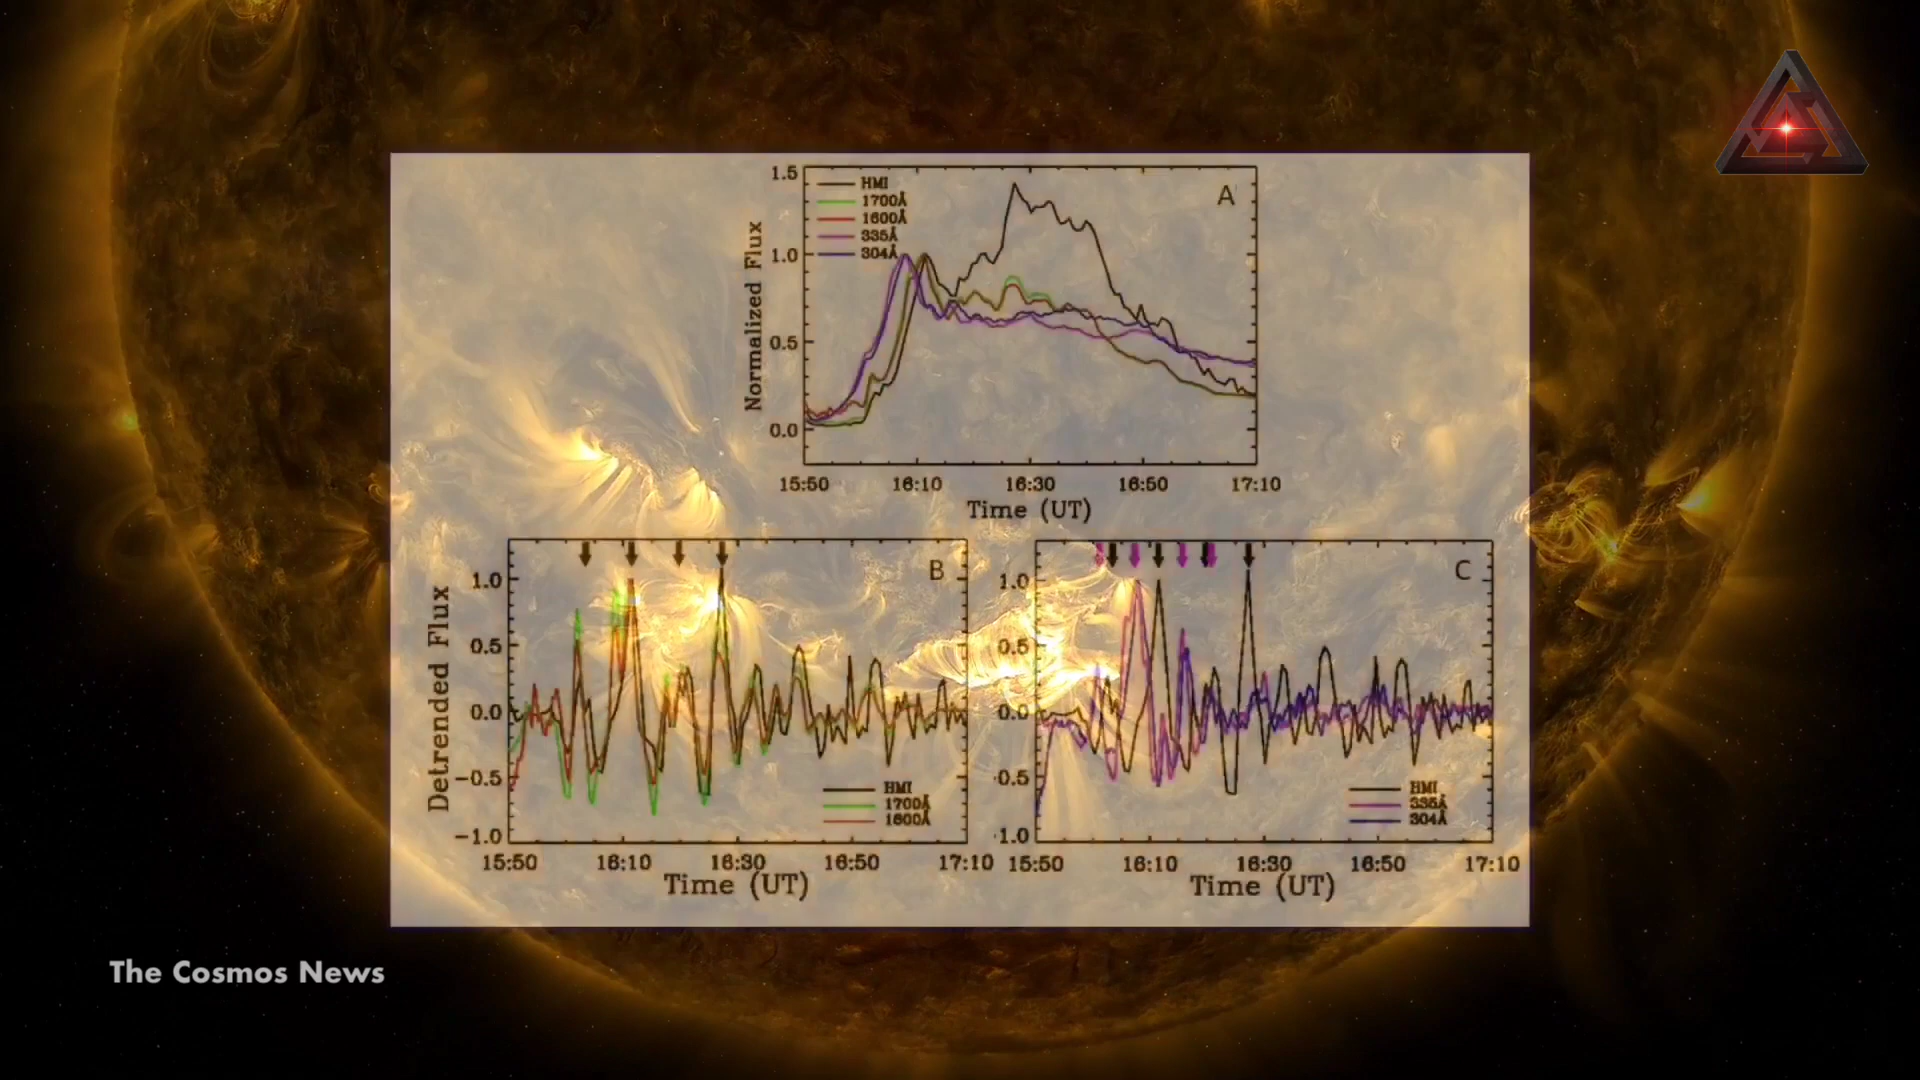 1.5
HMI
1700Å
1600Å
335Å
304Å
A
1.0
0.5
0.0
Normalized Flux
15:50 16:10 16:30 16:50 17:10
Time (UT)
B
1.0
0.5
0.0
−0.5
−1.0
Detrended Flux
HMI
1700Å
1600Å
15:50 16:10 16:30 16:50 17:10
Time (UT)
C
1.0
0.5
0.0
0.5
1.0
HMI
335Å
304Å
15:50 16:10 16:30 16:50 17:10
Time (UT)
The Cosmos News